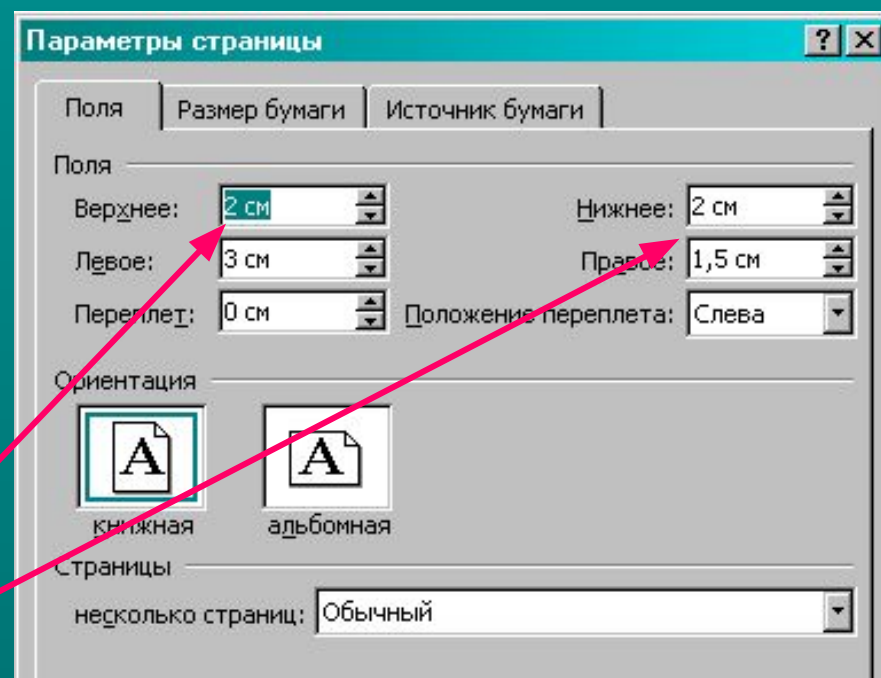 Параметры страницы
Поля Размер бумаги Источник бумаги
Поля
Верхнее: 2 см Нижнее: 2 см
Левое: 3 см Правое: 1,5 см
Переплет: 0 см Положение переплета: Слева
Ориентация
A A
книжная альбомная
Страницы
несколько страниц: Обычный